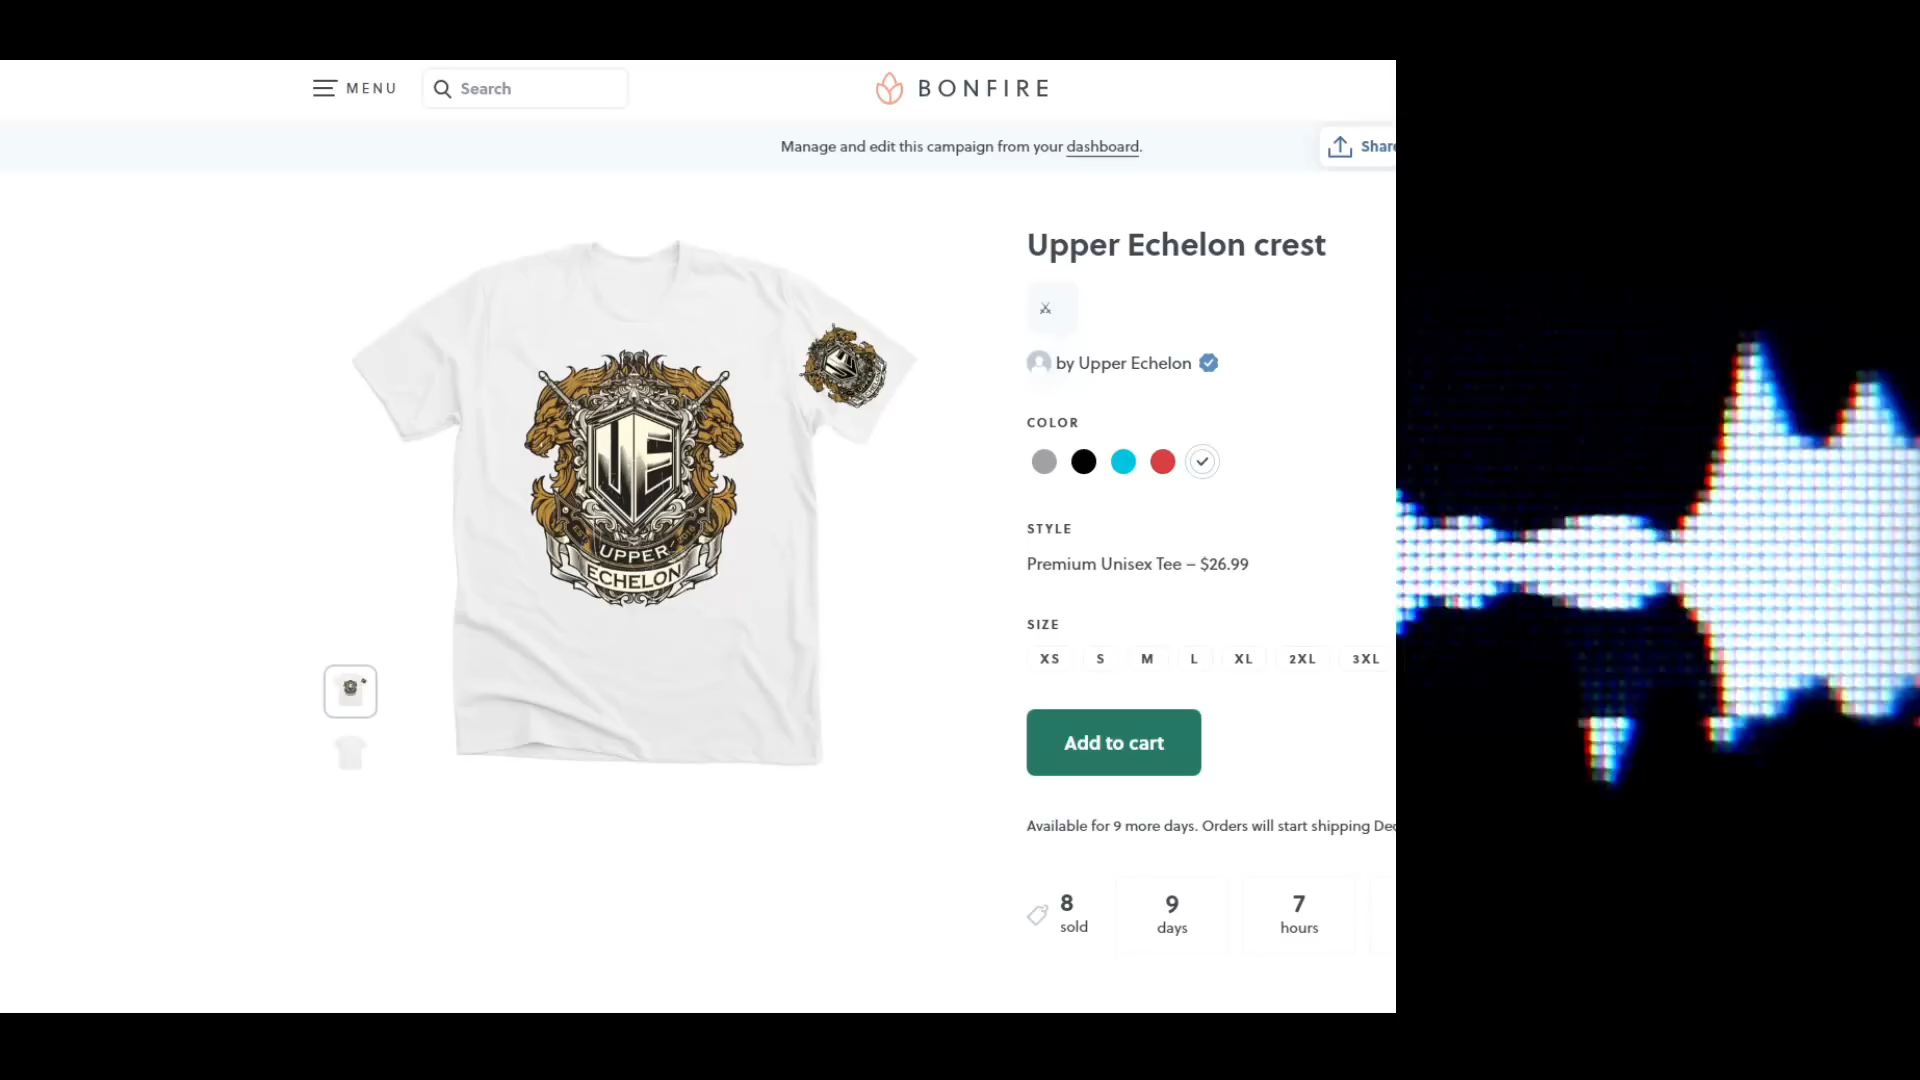 MENU
Search
BONFIRE
Manage and edit this campaign from your dashboard.
Share
Upper Echelon crest
by Upper Echelon
COLOR
STYLE
Premium Unisex Tee – $26.99
SIZE
XS S M L XL 2XL 3XL
Add to cart
Available for 9 more days. Orders will start shipping Dec
8
sold
9
days
7
hours
UE
UPPER
ECHELON